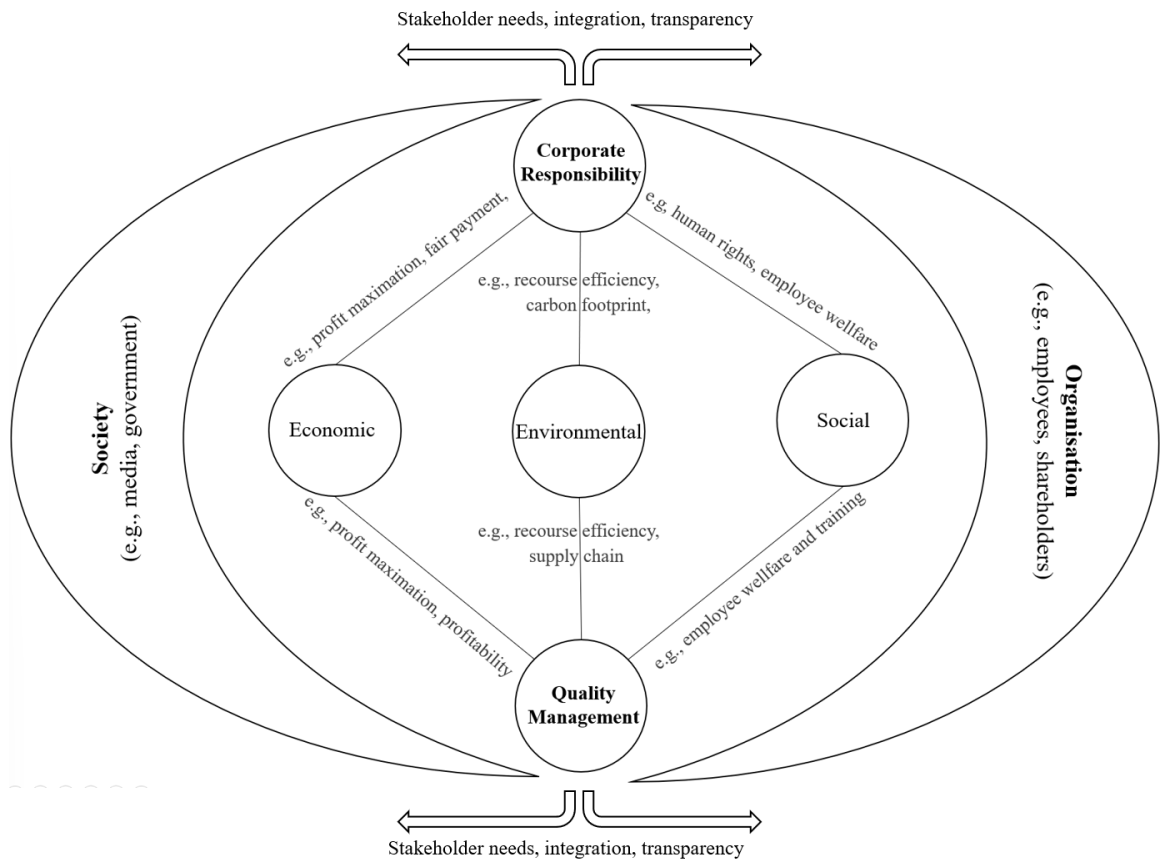 Stakeholder needs, integration, transparency
Corporate
Responsibility
e.g., profit maximation, fair payment,
e.g., recourse efficiency,
carbon footprint,
e.g, human rights, employee wellfare
Society
(e.g., media, government)
Economic
Environmental
Social
Organisation
(e.g., employees, shareholders)
e.g., profit maximation, profitability
e.g., recourse efficiency,
supply chain
e.g., employee wellfare and training
Quality
Management
Stakeholder needs, integration, transparency